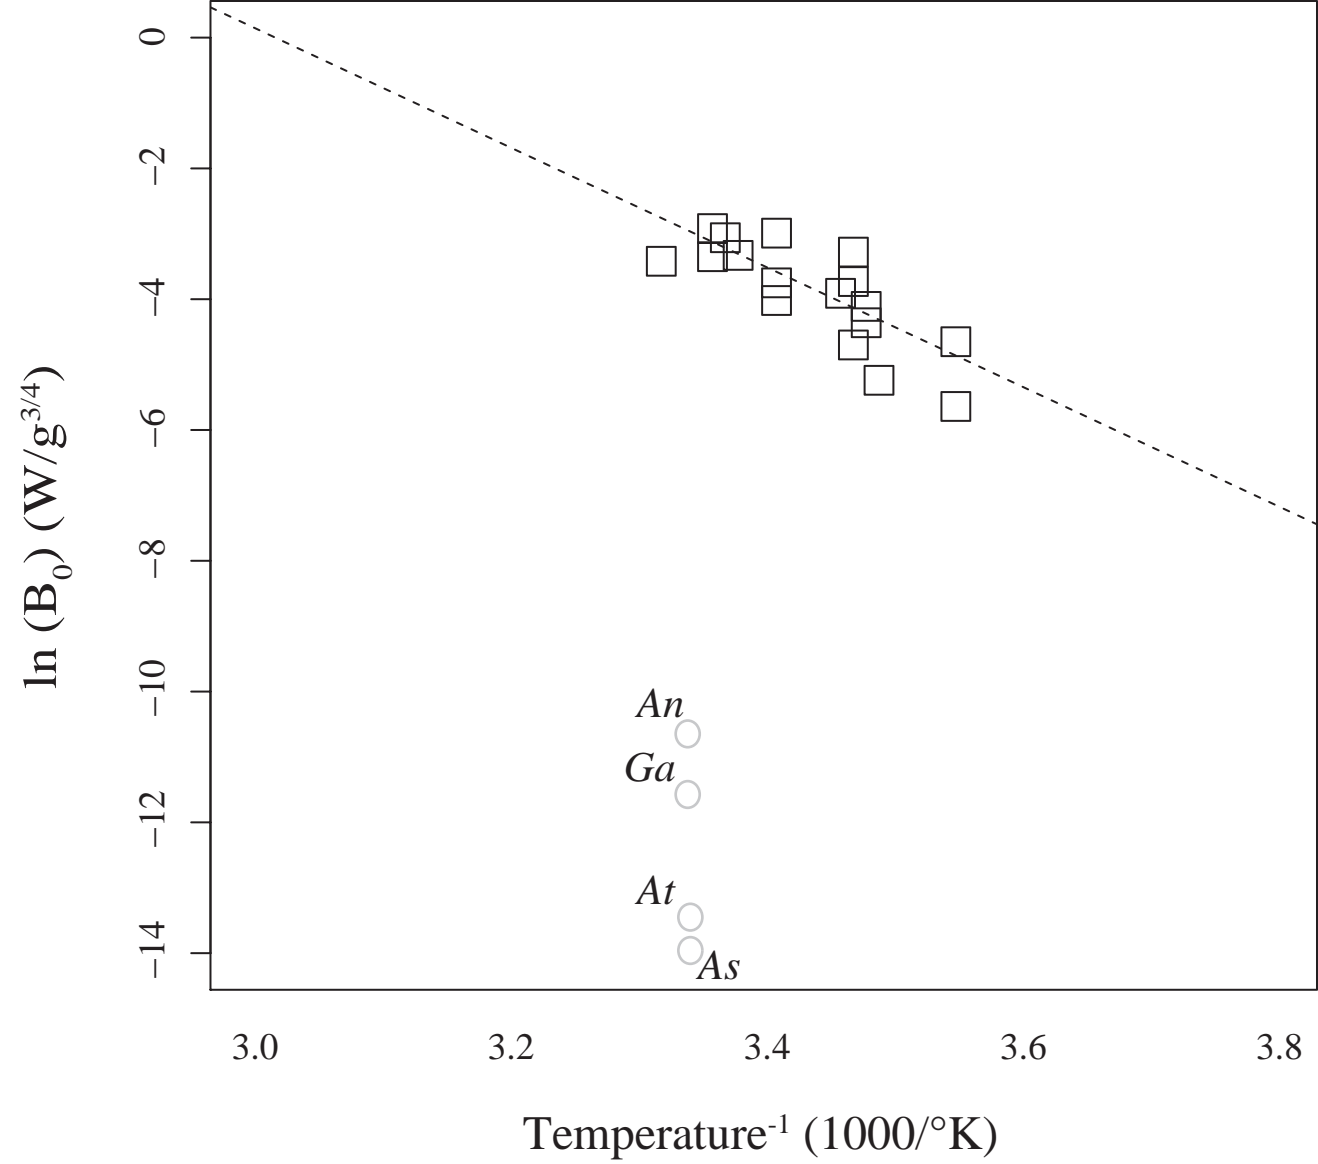 0
−2
−4
−6
−8
−10
−12
−14
ln (B0) (W/g3/4)
An
Ga
At
As
3.0 3.2 3.4 3.6 3.8
Temperature-1 (1000/°K)